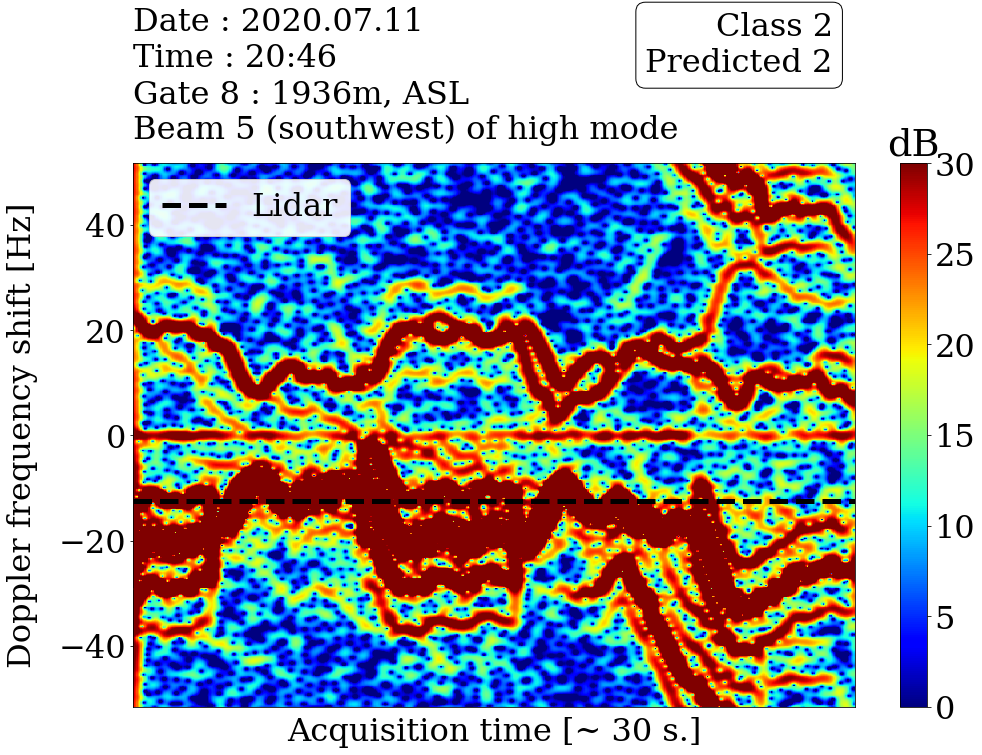 Date : 2020.07.11
Time : 20:46
Gate 8 : 1936m, ASL
Beam 5 (southwest) of high mode
Class 2
Predicted 2
dB
Lidar
Doppler frequency shift [Hz]
40
20
0
−20
−40
30
25
20
15
10
5
0
Acquisition time [~ 30 s.]